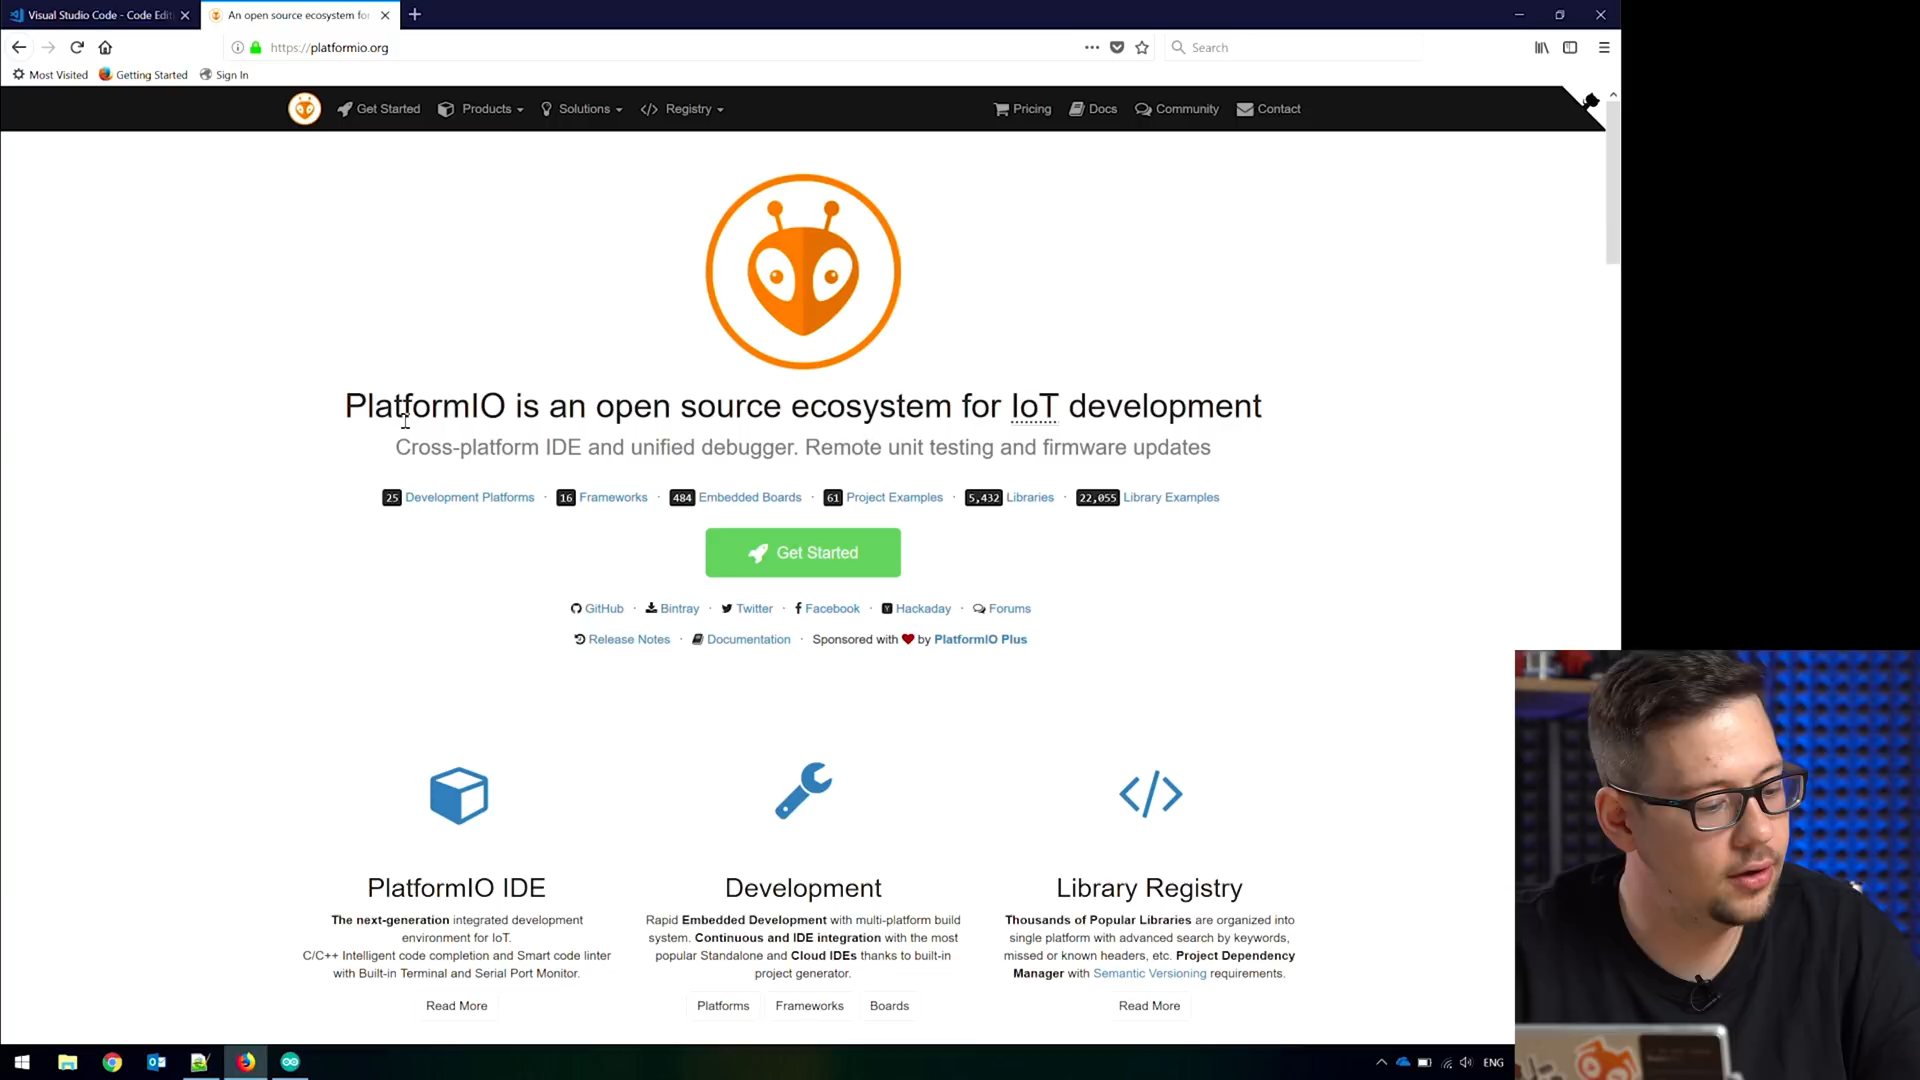 Visual Studio Code - Code Edit
An open source ecosystem for
https://platformio.org
Search
Most Visited
Getting Started
Sign In
Get Started
Products
Solutions
Registry
Pricing
Docs
Community
Contact
PlatformIO is an open source ecosystem for IoT development
Cross-platform IDE and unified debugger. Remote unit testing and firmware updates
25 Development Platforms · 16 Frameworks · 484 Embedded Boards · 61 Project Examples · 5,432 Libraries · 22,055 Library Examples
Get Started
GitHub · Bintray · Twitter · Facebook · Hackaday · Forums
Release Notes · Documentation · Sponsored with ♥ by PlatformIO Plus
PlatformIO IDE
The next-generation integrated development
environment for IoT.
C/C++ Intelligent code completion and Smart code linter
with Built-in Terminal and Serial Port Monitor.
Read More
Development
Rapid Embedded Development with multi-platform build
system. Continuous and IDE integration with the most
popular Standalone and Cloud IDEs thanks to built-in
project generator.
Platforms
Frameworks
Boards
Library Registry
Thousands of Popular Libraries are organized into
single platform with advanced search by keywords,
missed or known headers, etc. Project Dependency
Manager with Semantic Versioning requirements.
Read More
ENG